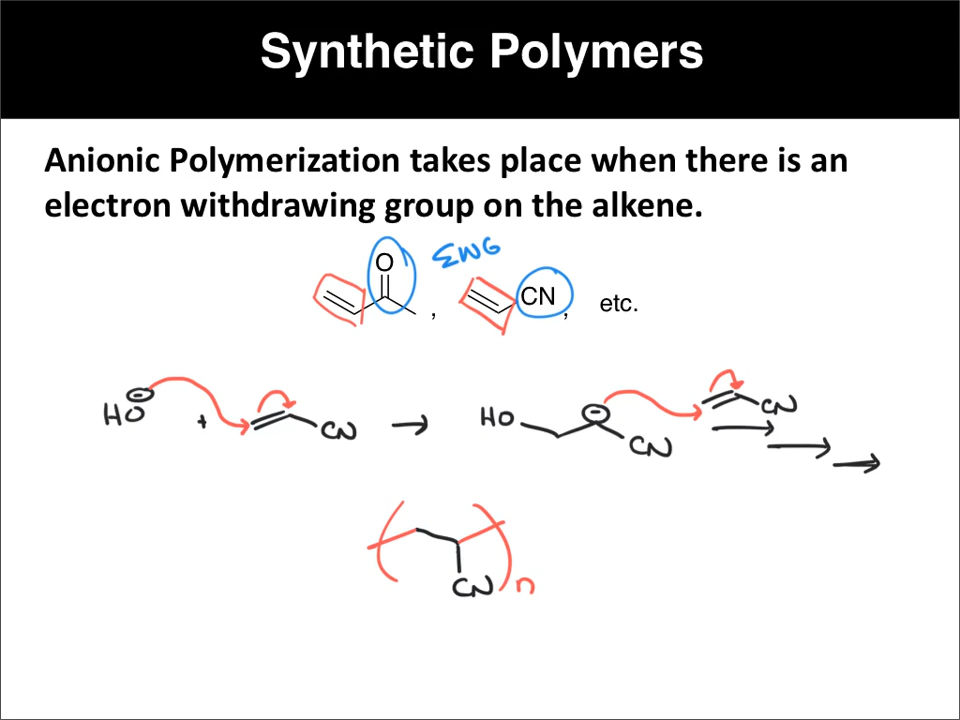 Synthetic Polymers
Anionic Polymerization takes place when there is an
electron withdrawing group on the alkene.
O EWG
, CN, etc.
HO⊖ + CN → HO ⊖ CN CN → → →
CN n